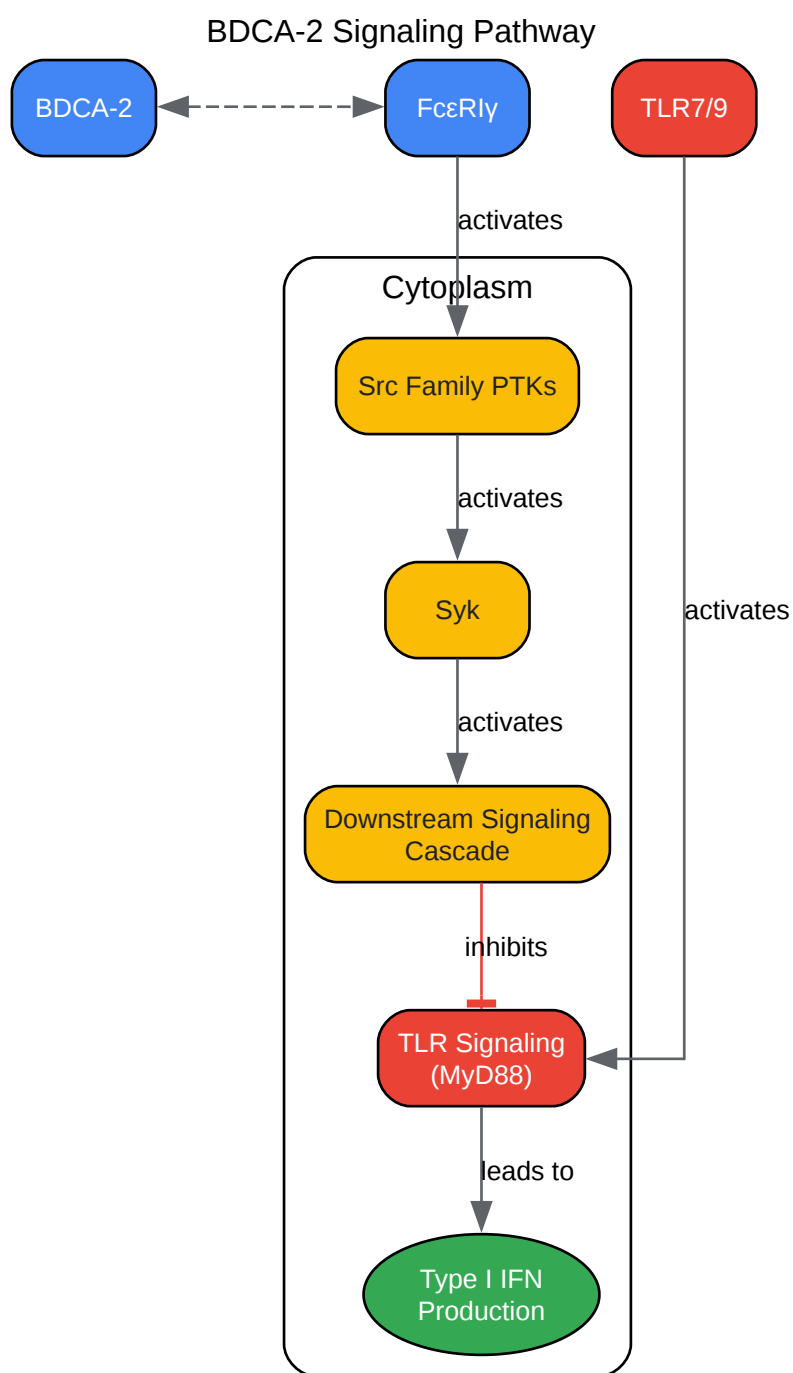 BDCA-2 Signaling Pathway
BDCA-2
FcεRIγ
TLR7/9
activates
Cytoplasm
Src Family PTKs
activates
Syk
activates
activates
Downstream Signaling
Cascade
inhibits
TLR Signaling
(MyD88)
leads to
Type I IFN
Production